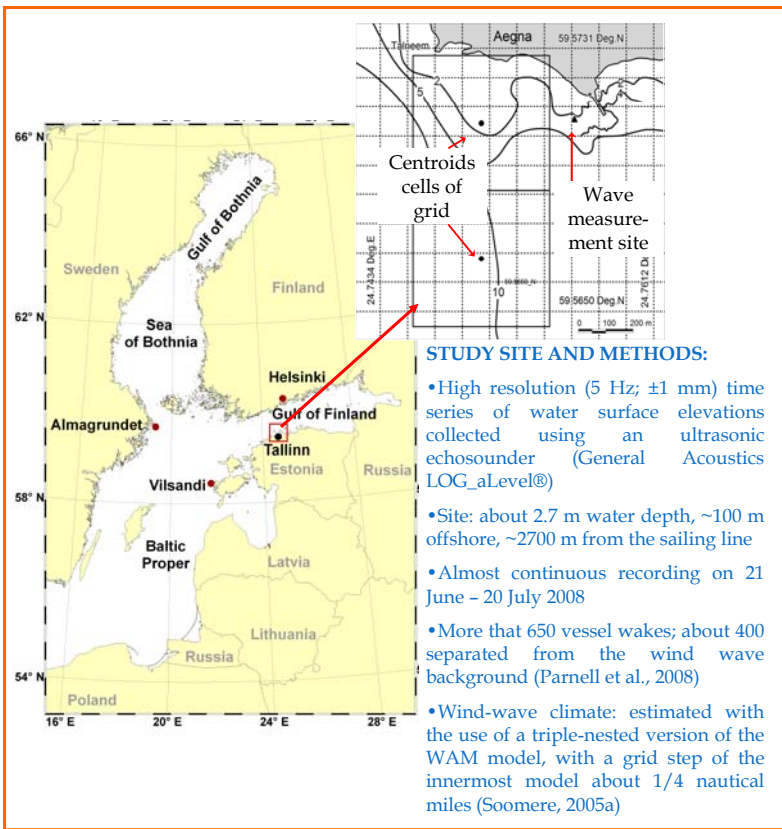 Talneem
Aegna
59.5731 Deg.N
2
5
2
4
Centroids
cells of
grid
Wave
measure-
ment site
24.7434 Deg.E
10
59.5650 Deg.N
0 100 200 m
66° N
62° N
58° N
54° N
16° E
20° E
24° E
28° E
Gulf of Bothnia
Sweden
Finland
Sea
of Bothnia
Helsinki
Gulf of Finland
Almagrundet
Tallinn
Estonia
Russia
Vilsandi
Baltic
Proper
Latvia
Lithuania
Russia
Poland
STUDY SITE AND METHODS:
•High resolution (5 Hz; ±1 mm) time
series of water surface elevations
collected using an ultrasonic
echosounder (General Acoustics
LOG_aLevel®)
•Site: about 2.7 m water depth, ~100 m
offshore, ~2700 m from the sailing line
•Almost continuous recording on 21
June – 20 July 2008
•More that 650 vessel wakes; about 400
separated from the wind wave
background (Parnell et al., 2008)
•Wind-wave climate: estimated with
the use of a triple-nested version of the
WAM model, with a grid step of the
innermost model about 1/4 nautical
miles (Soomere, 2005a)